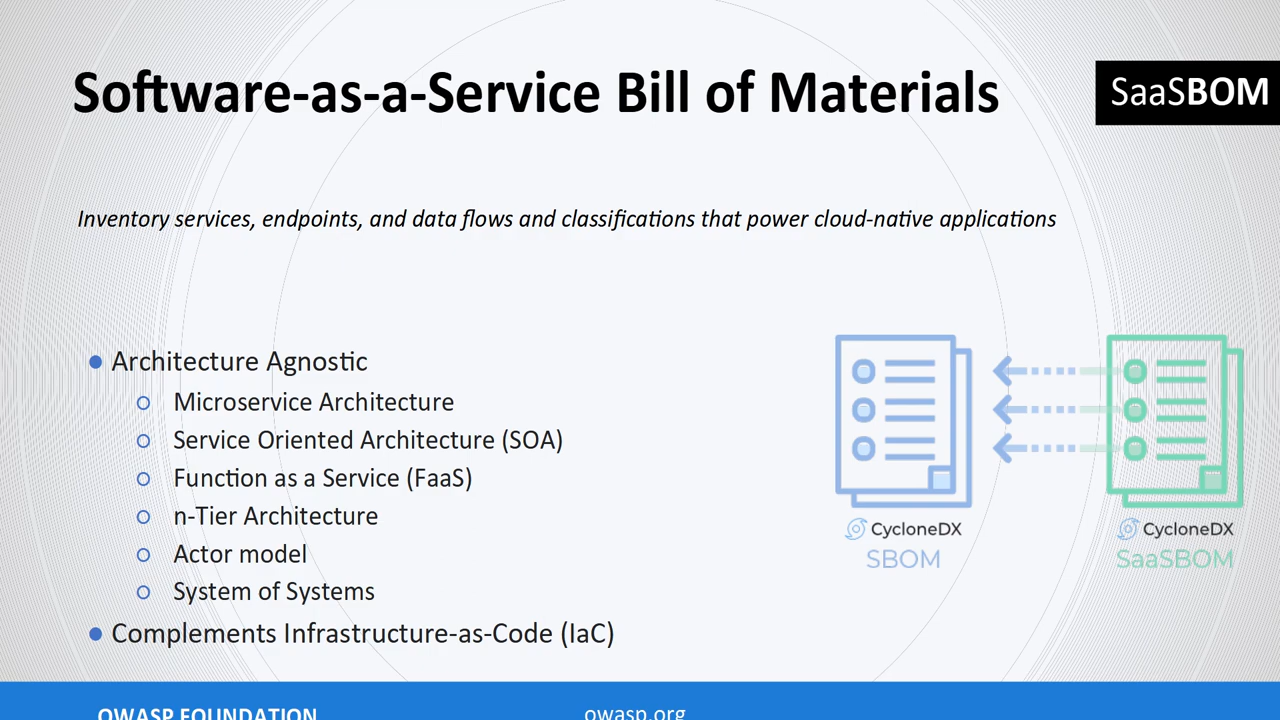 Software-as-a-Service Bill of Materials
SaaSBOM
Inventory services, endpoints, and data flows and classifications that power cloud-native applications
Architecture Agnostic
Microservice Architecture
Service Oriented Architecture (SOA)
Function as a Service (FaaS)
n-Tier Architecture
Actor model
System of Systems
Complements Infrastructure-as-Code (IaC)
CycloneDX
SBOM
CycloneDX
SaaSBOM
OWASP FOUNDATION
owasp.org